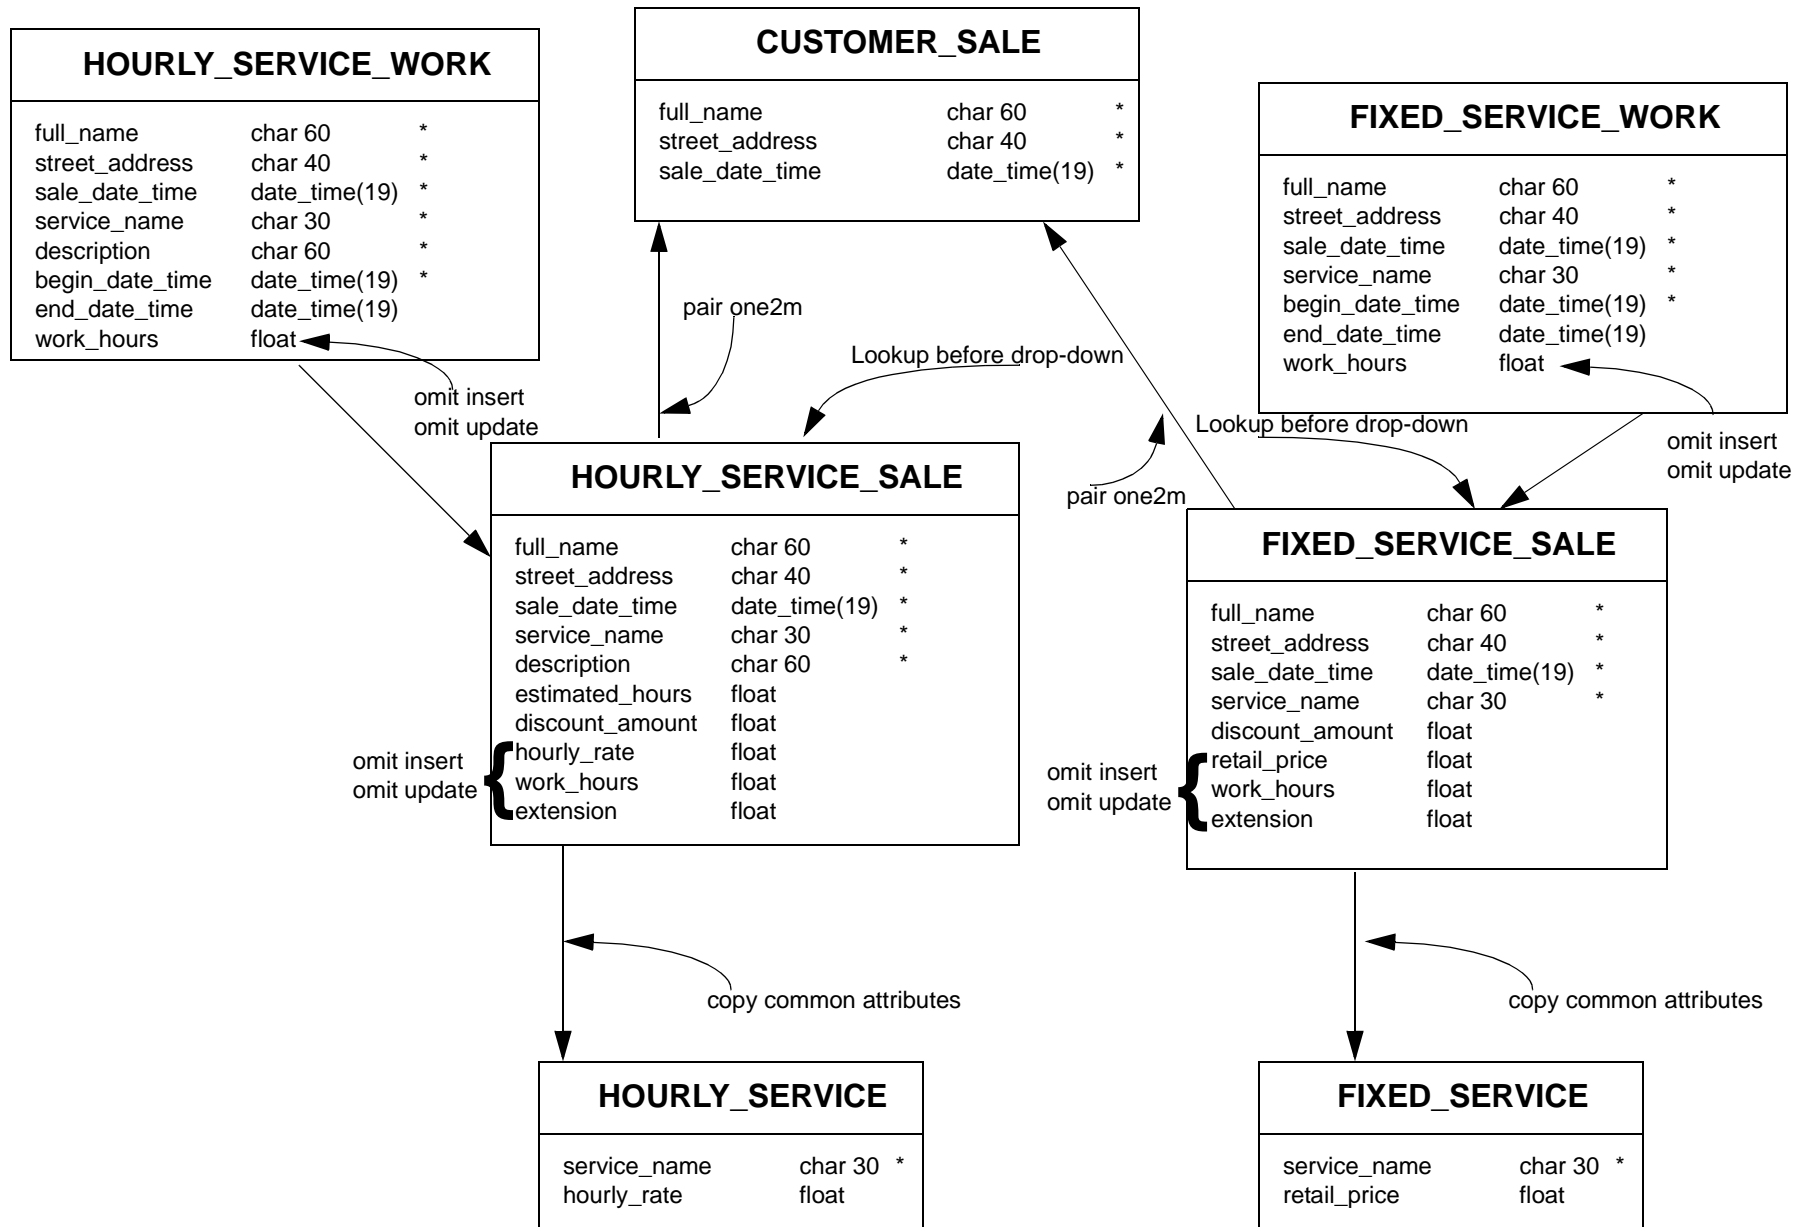 HOURLY_SERVICE_WORK
full_name char 60 *
street_address char 40 *
sale_date_time date_time(19) *
service_name char 30 *
description char 60 *
begin_date_time date_time(19) *
end_date_time date_time(19)
work_hours float
omit insert
omit update
CUSTOMER_SALE
full_name char 60 *
street_address char 40 *
sale_date_time date_time(19) *
FIXED_SERVICE_WORK
full_name char 60 *
street_address char 40 *
sale_date_time date_time(19) *
service_name char 30 *
begin_date_time date_time(19) *
end_date_time date_time(19)
work_hours float
omit insert
omit update
pair one2m
Lookup before drop-down
Lookup before drop-down
pair one2m
HOURLY_SERVICE_SALE
full_name char 60 *
street_address char 40 *
sale_date_time date_time(19) *
service_name char 30 *
description char 60 *
estimated_hours float
discount_amount float
hourly_rate float
work_hours float
extension float
omit insert
omit update
FIXED_SERVICE_SALE
full_name char 60 *
street_address char 40 *
sale_date_time date_time(19) *
service_name char 30 *
discount_amount float
retail_price float
work_hours float
extension float
omit insert
omit update
copy common attributes
copy common attributes
HOURLY_SERVICE
service_name char 30 *
hourly_rate float
FIXED_SERVICE
service_name char 30 *
retail_price float